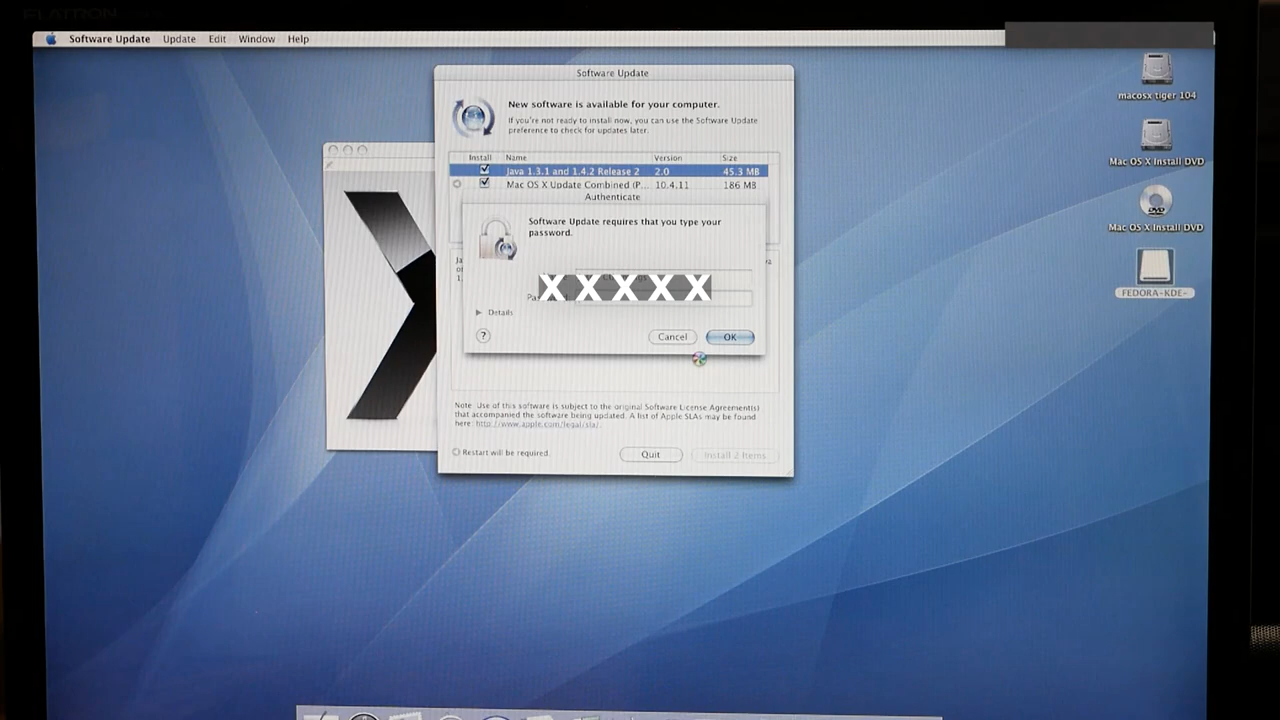 FLATRON
Software Update Update Edit Window Help
macosx tiger 104
Mac OS X Install DVD
DVD
Mac OS X Install DVD
FEDORA-KDE-
Software Update
New software is available for your computer.
If you're not ready to install now, you can use the Software Update
preference to check for updates later.
Install Name Version Size
Java 1.3.1 and 1.4.2 Release 2 2.0 45.3 MB
Mac OS X Update Combined (P... 10.4.11 186 MB
Authenticate
Software Update requires that you type your
password.
X X X X X
Details
? Cancel OK
Note: Use of this software is subject to the original Software License Agreement(s)
that accompanied the software being updated. A list of Apple SLAs may be found
here: http://www.apple.com/legal/sla/.
Restart will be required. Quit Install 2 Items